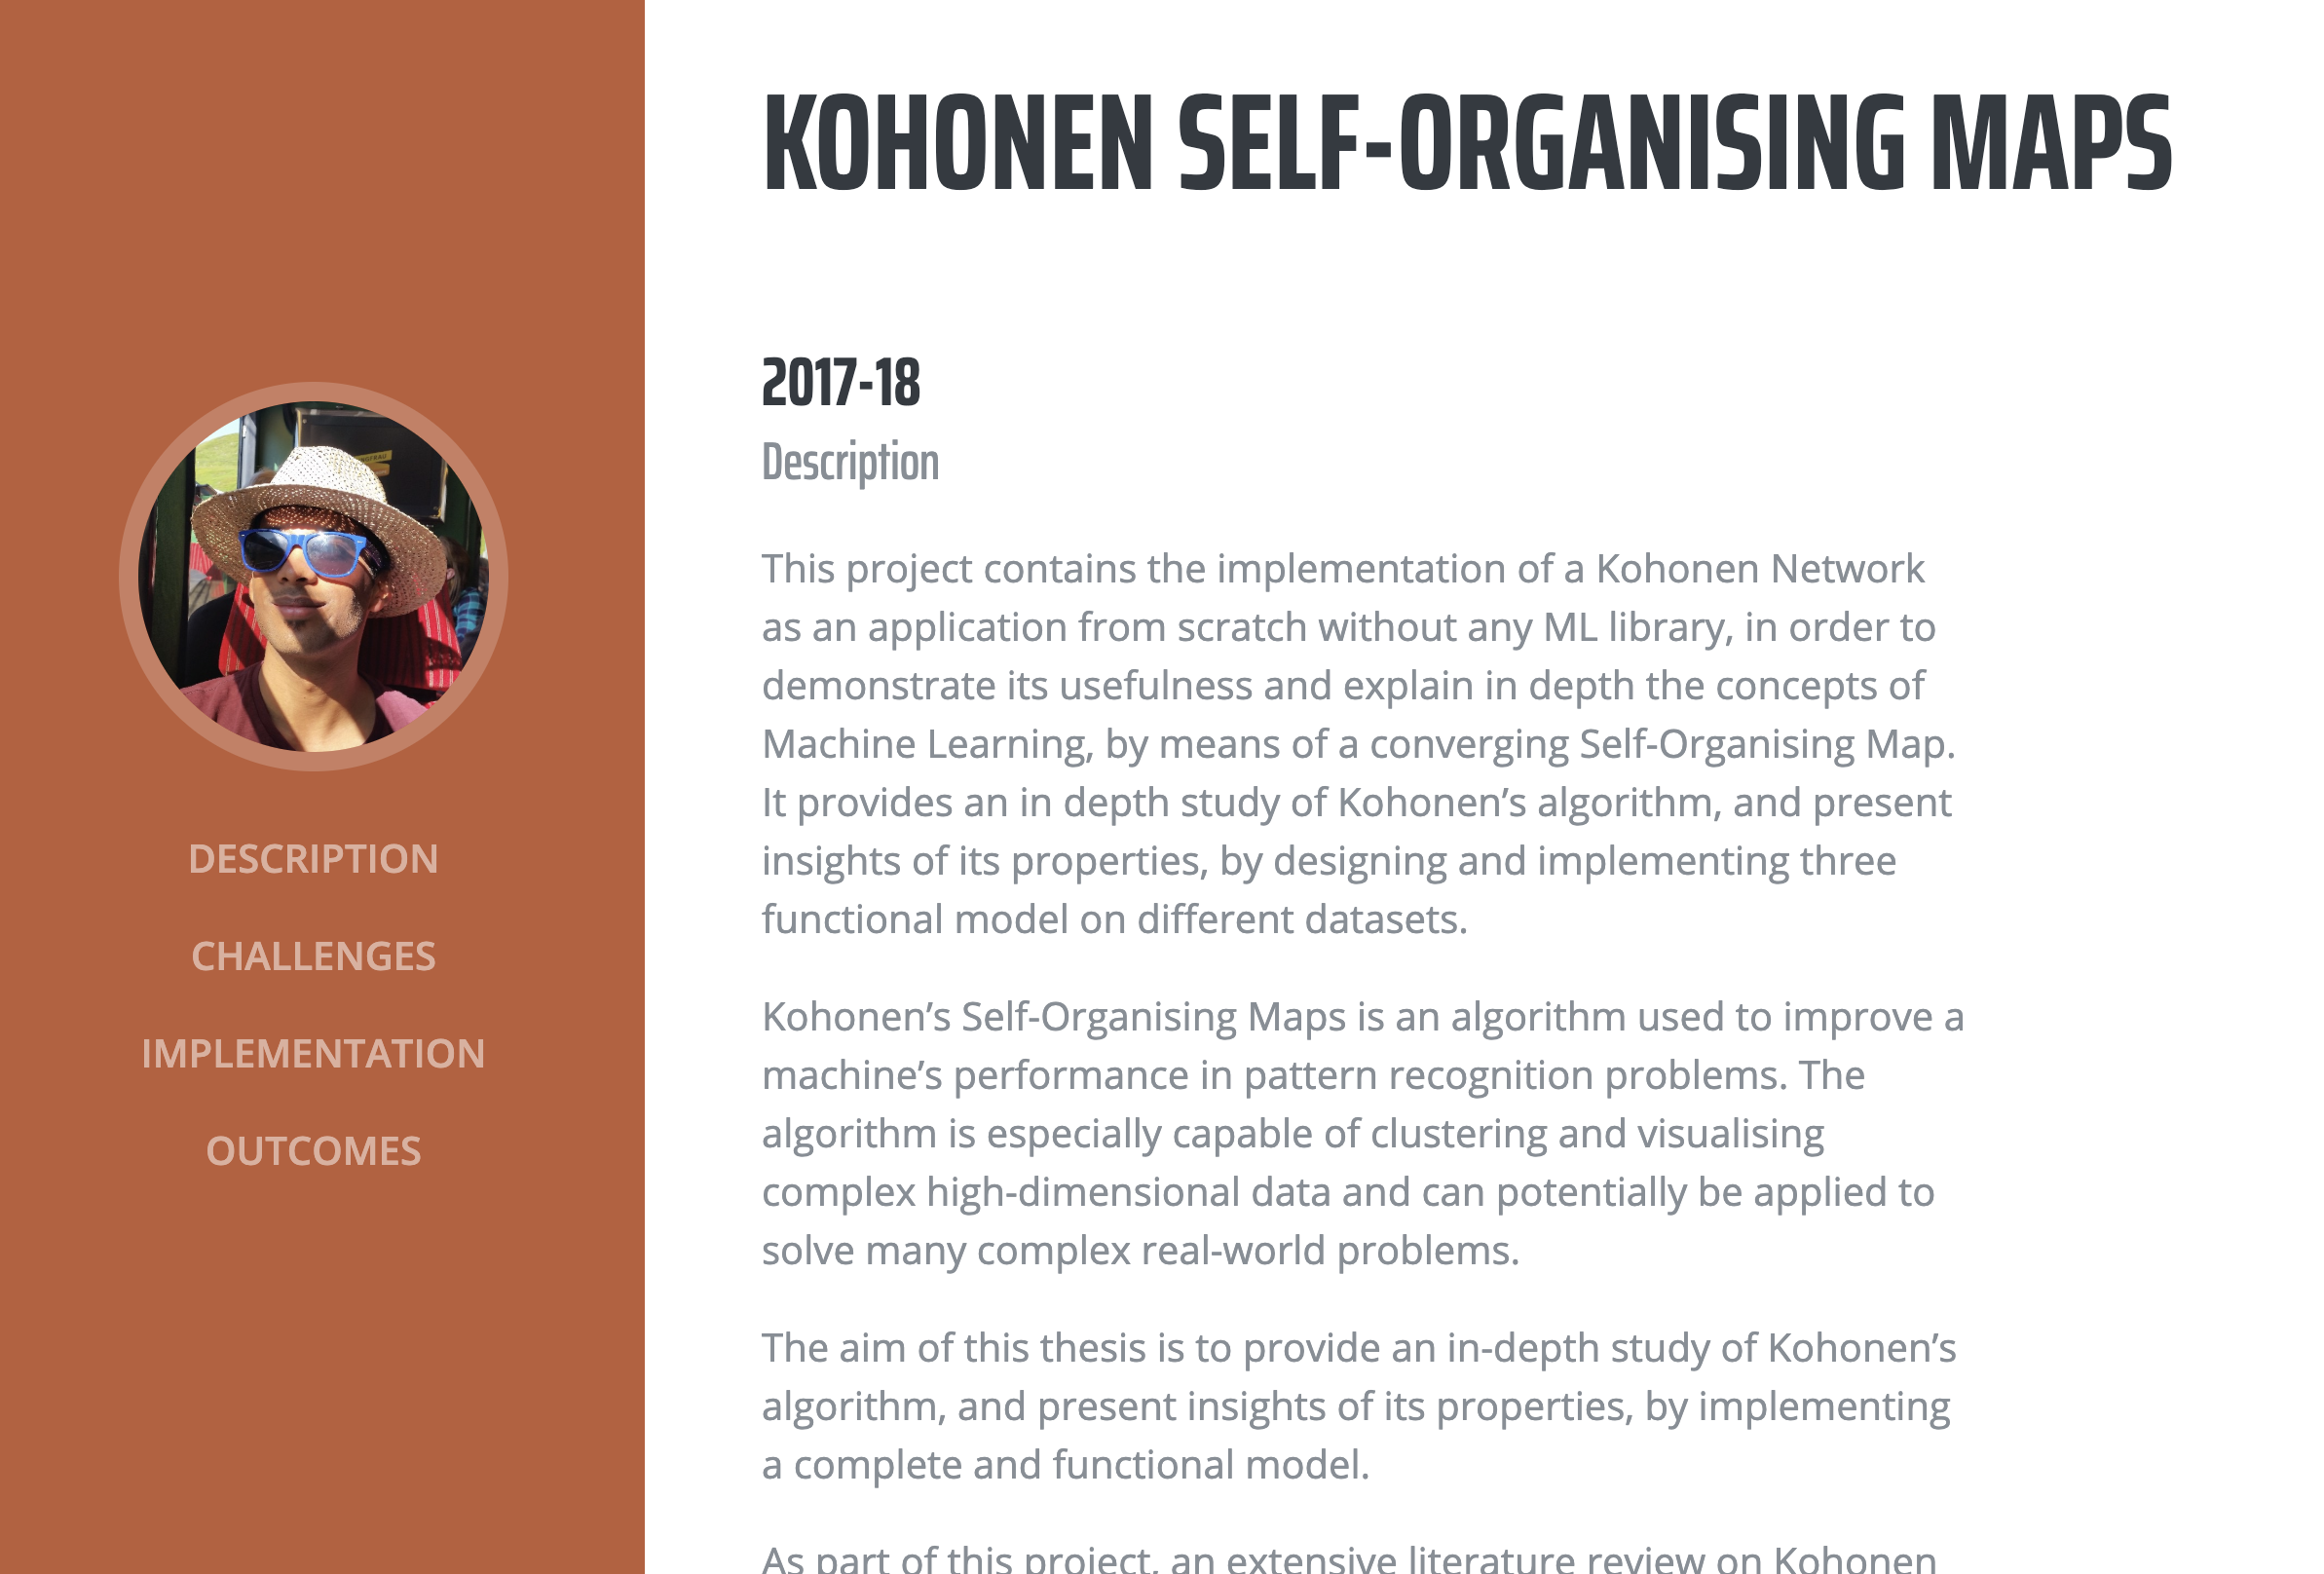 KOHONEN SELF-ORGANISING MAPS
2017-18
Description
This project contains the implementation of a Kohonen Network
as an application from scratch without any ML library, in order to
demonstrate its usefulness and explain in depth the concepts of
Machine Learning, by means of a converging Self-Organising Map.
It provides an in depth study of Kohonen’s algorithm, and present
insights of its properties, by designing and implementing three
functional model on different datasets.
Kohonen’s Self-Organising Maps is an algorithm used to improve a
machine’s performance in pattern recognition problems. The
algorithm is especially capable of clustering and visualising
complex high-dimensional data and can potentially be applied to
solve many complex real-world problems.
The aim of this thesis is to provide an in-depth study of Kohonen’s
algorithm, and present insights of its properties, by implementing
a complete and functional model.
As part of this project, an extensive literature review on Kohonen
DESCRIPTION
CHALLENGES
IMPLEMENTATION
OUTCOMES